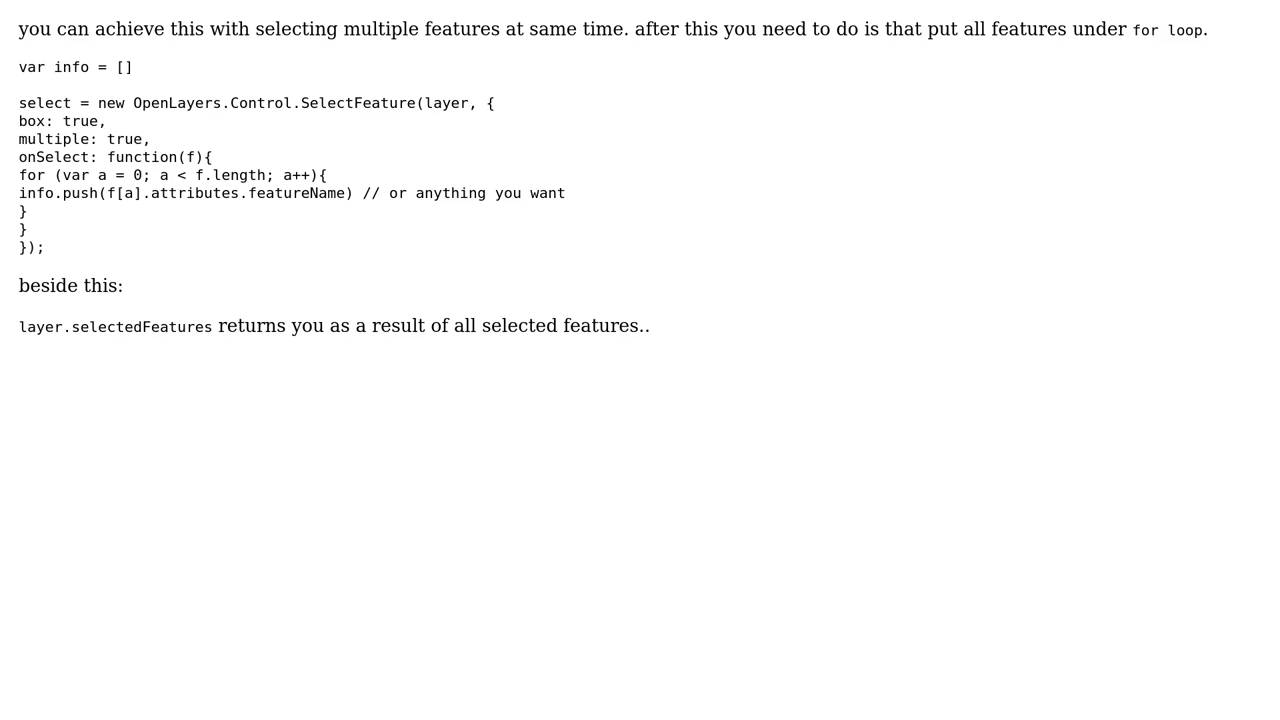 you can achieve this with selecting multiple features at same time. after this you need to do is that put all features under for loop.
var info = []
select = new OpenLayers.Control.SelectFeature(layer, {
box: true,
multiple: true,
onSelect: function(f){
for (var a = 0; a < f.length; a++){
info.push(f[a].attributes.featureName) // or anything you want
}
}
});
beside this:
layer.selectedFeatures returns you as a result of all selected features..